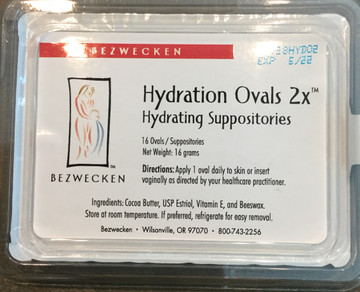 BEZWECKEN
EXP 5/22
Hydration Ovals 2x™
Hydrating Suppositories
16 Ovals / Suppositories
Net Weight: 16 grams
Directions: Apply 1 oval daily to skin or insert
vaginally as directed by your healthcare practitioner.
BEZWECKEN™
Ingredients: Cocoa Butter, USP Estriol, Vitamin E, and Beeswax.
Store at room temperature. If preferred, refrigerate for easy removal.
Bezwecken • Wilsonville, OR 97070 • 800-743-2256